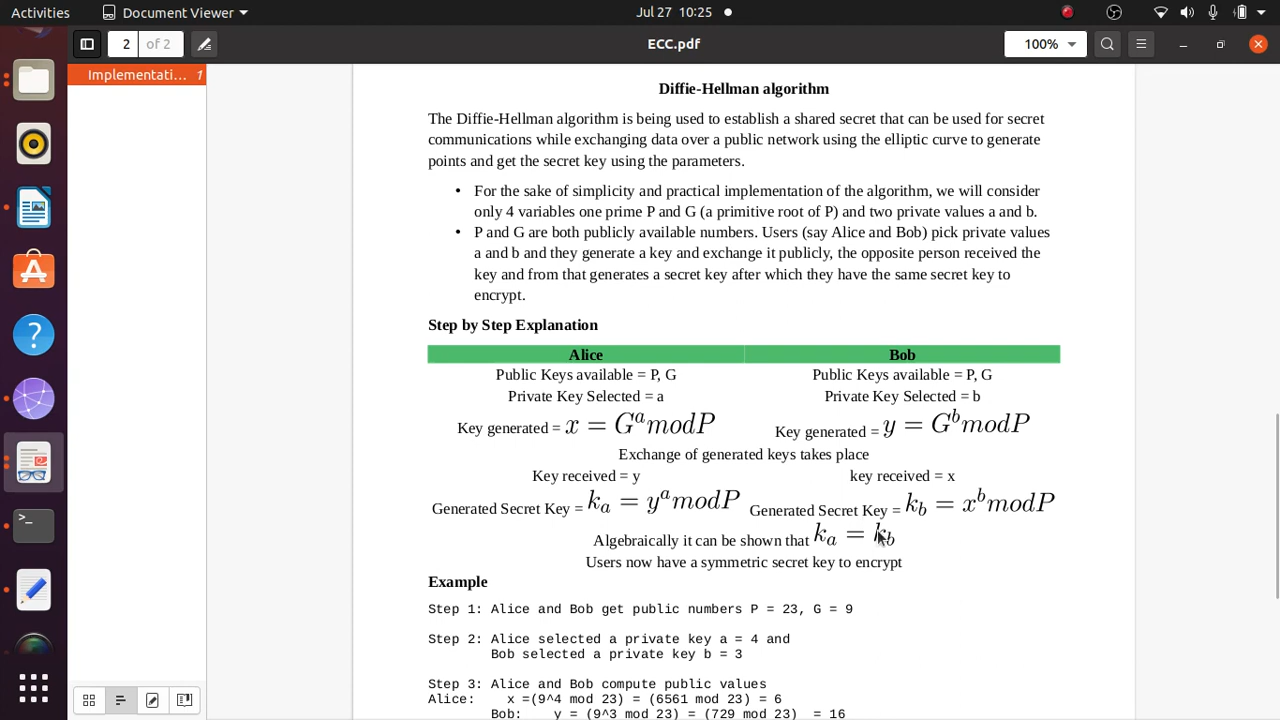 Activities Document Viewer Jul 27 10:25
2 of 2 ECC.pdf 100%
Implementati... 1
Diffie-Hellman algorithm
The Diffie-Hellman algorithm is being used to establish a shared secret that can be used for secret
communications while exchanging data over a public network using the elliptic curve to generate
points and get the secret key using the parameters.
• For the sake of simplicity and practical implementation of the algorithm, we will consider
only 4 variables one prime P and G (a primitive root of P) and two private values a and b.
• P and G are both publicly available numbers. Users (say Alice and Bob) pick private values
a and b and they generate a key and exchange it publicly, the opposite person received the
key and from that generates a secret key after which they have the same secret key to
encrypt.
Step by Step Explanation
Alice Bob
Public Keys available = P, G Public Keys available = P, G
Private Key Selected = a Private Key Selected = b
Key generated = x = G^a modP Key generated = y = G^b modP
Exchange of generated keys takes place
Key received = y key received = x
Generated Secret Key = k_a = y^a modP Generated Secret Key = k_b = x^b modP
Algebraically it can be shown that k_a = k_b
Users now have a symmetric secret key to encrypt
Example
Step 1: Alice and Bob get public numbers P = 23, G = 9
Step 2: Alice selected a private key a = 4 and
Bob selected a private key b = 3
Step 3: Alice and Bob compute public values
Alice: x =(9^4 mod 23) = (6561 mod 23) = 6
Bob: y = (9^3 mod 23) = (729 mod 23) = 16